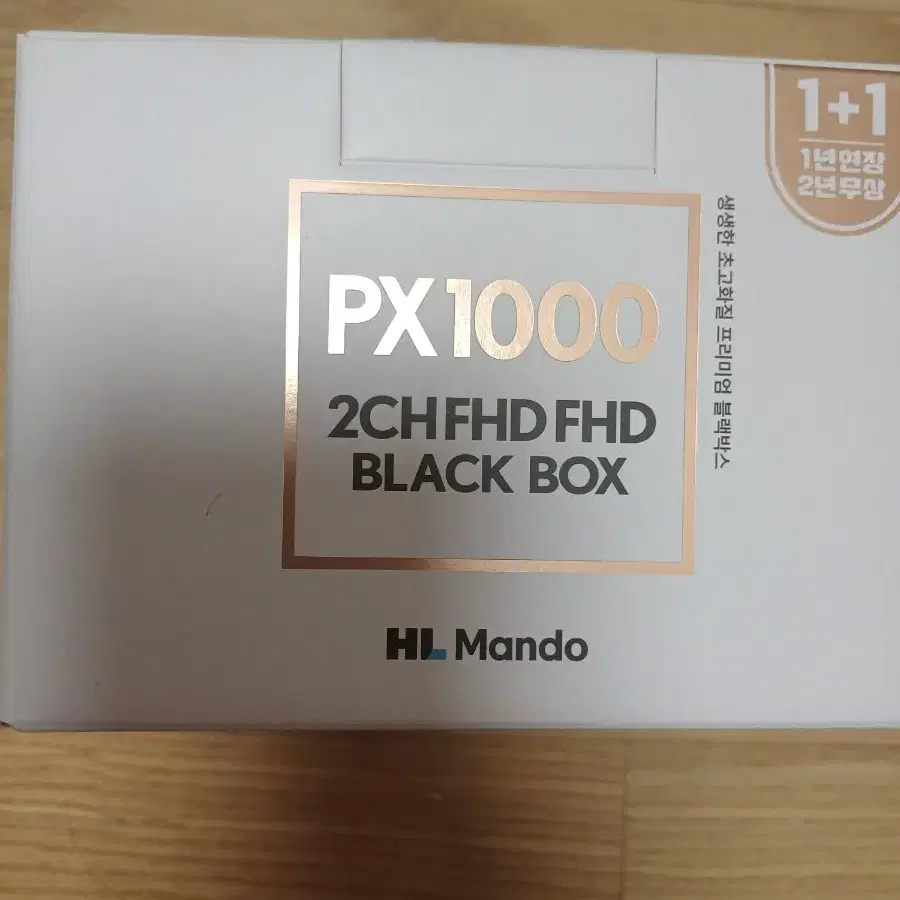 1+1
1년연장
2년무상
생생한 초고화질 프리미엄 블랙박스
PX1000
2CH FHD FHD
BLACK BOX
HL Mando